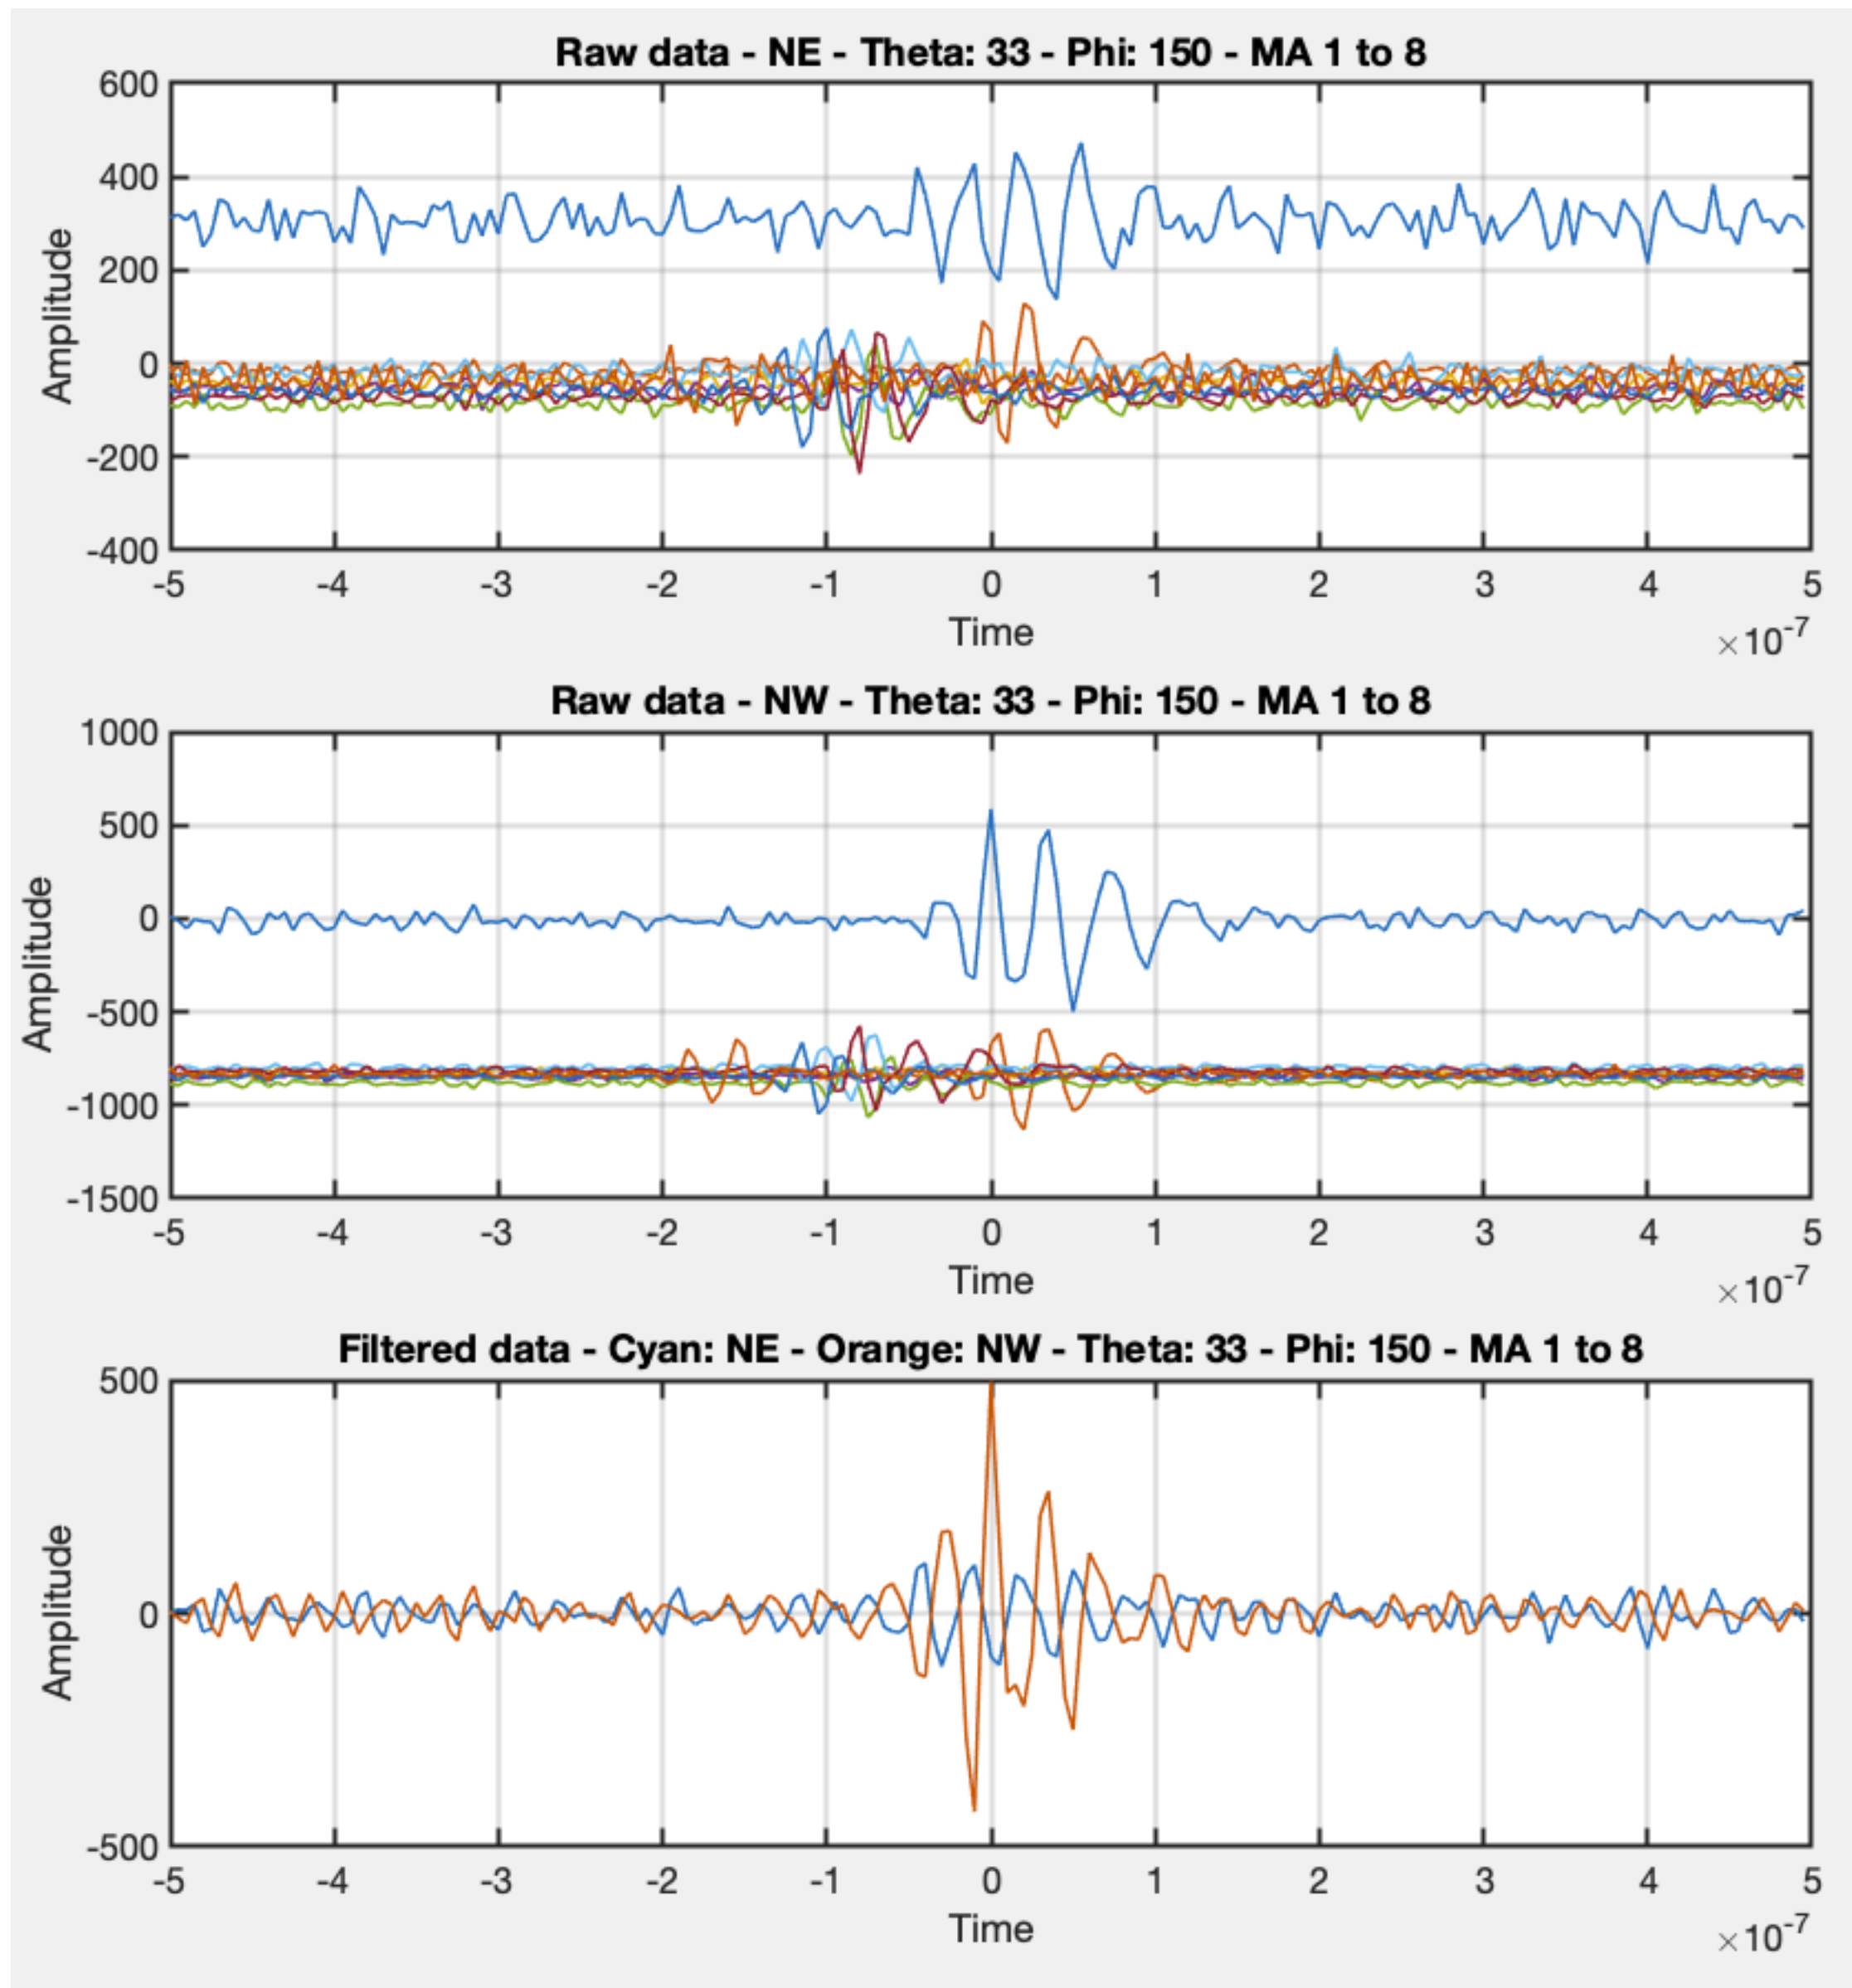 Raw data - NE - Theta: 33 - Phi: 150 - MA 1 to 8
600
400
200
0
-200
-400
Amplitude
-5 -4 -3 -2 -1 0 1 2 3 4 5
Time
×10-7
Raw data - NW - Theta: 33 - Phi: 150 - MA 1 to 8
1000
500
0
-500
-1000
-1500
Amplitude
-5 -4 -3 -2 -1 0 1 2 3 4 5
Time
×10-7
Filtered data - Cyan: NE - Orange: NW - Theta: 33 - Phi: 150 - MA 1 to 8
500
0
-500
Amplitude
-5 -4 -3 -2 -1 0 1 2 3 4 5
Time
×10-7